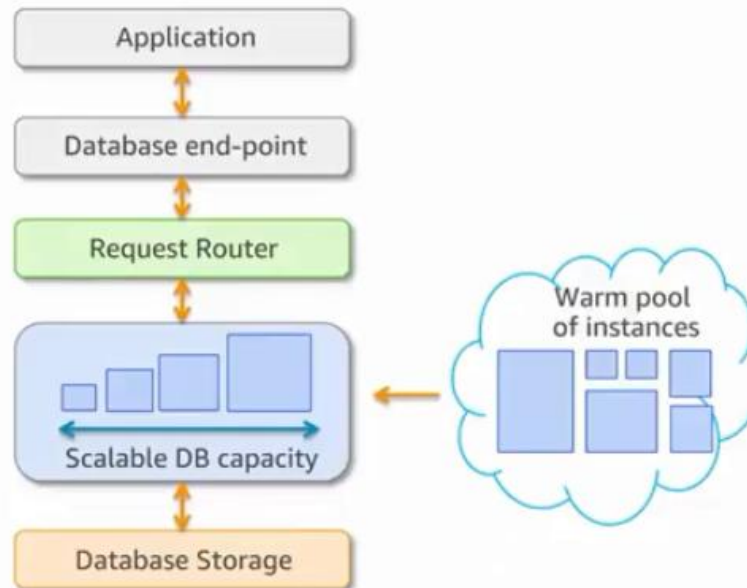 Application
Database end-point
Request Router
Warm pool
of instances
Scalable DB capacity
Database Storage